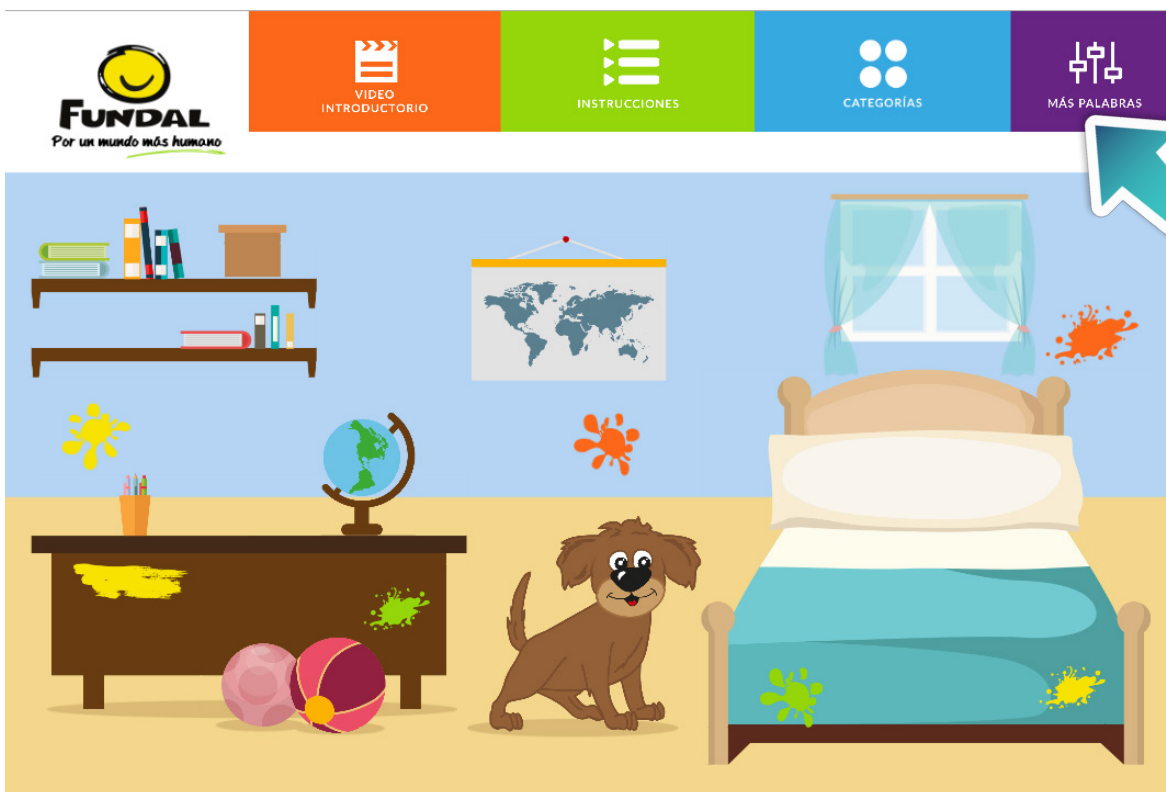 FUNDAL
Por un mundo más humano
VIDEO
INTRODUCTORIO
INSTRUCCIONES
CATEGORÍAS
MÁS PALABRAS